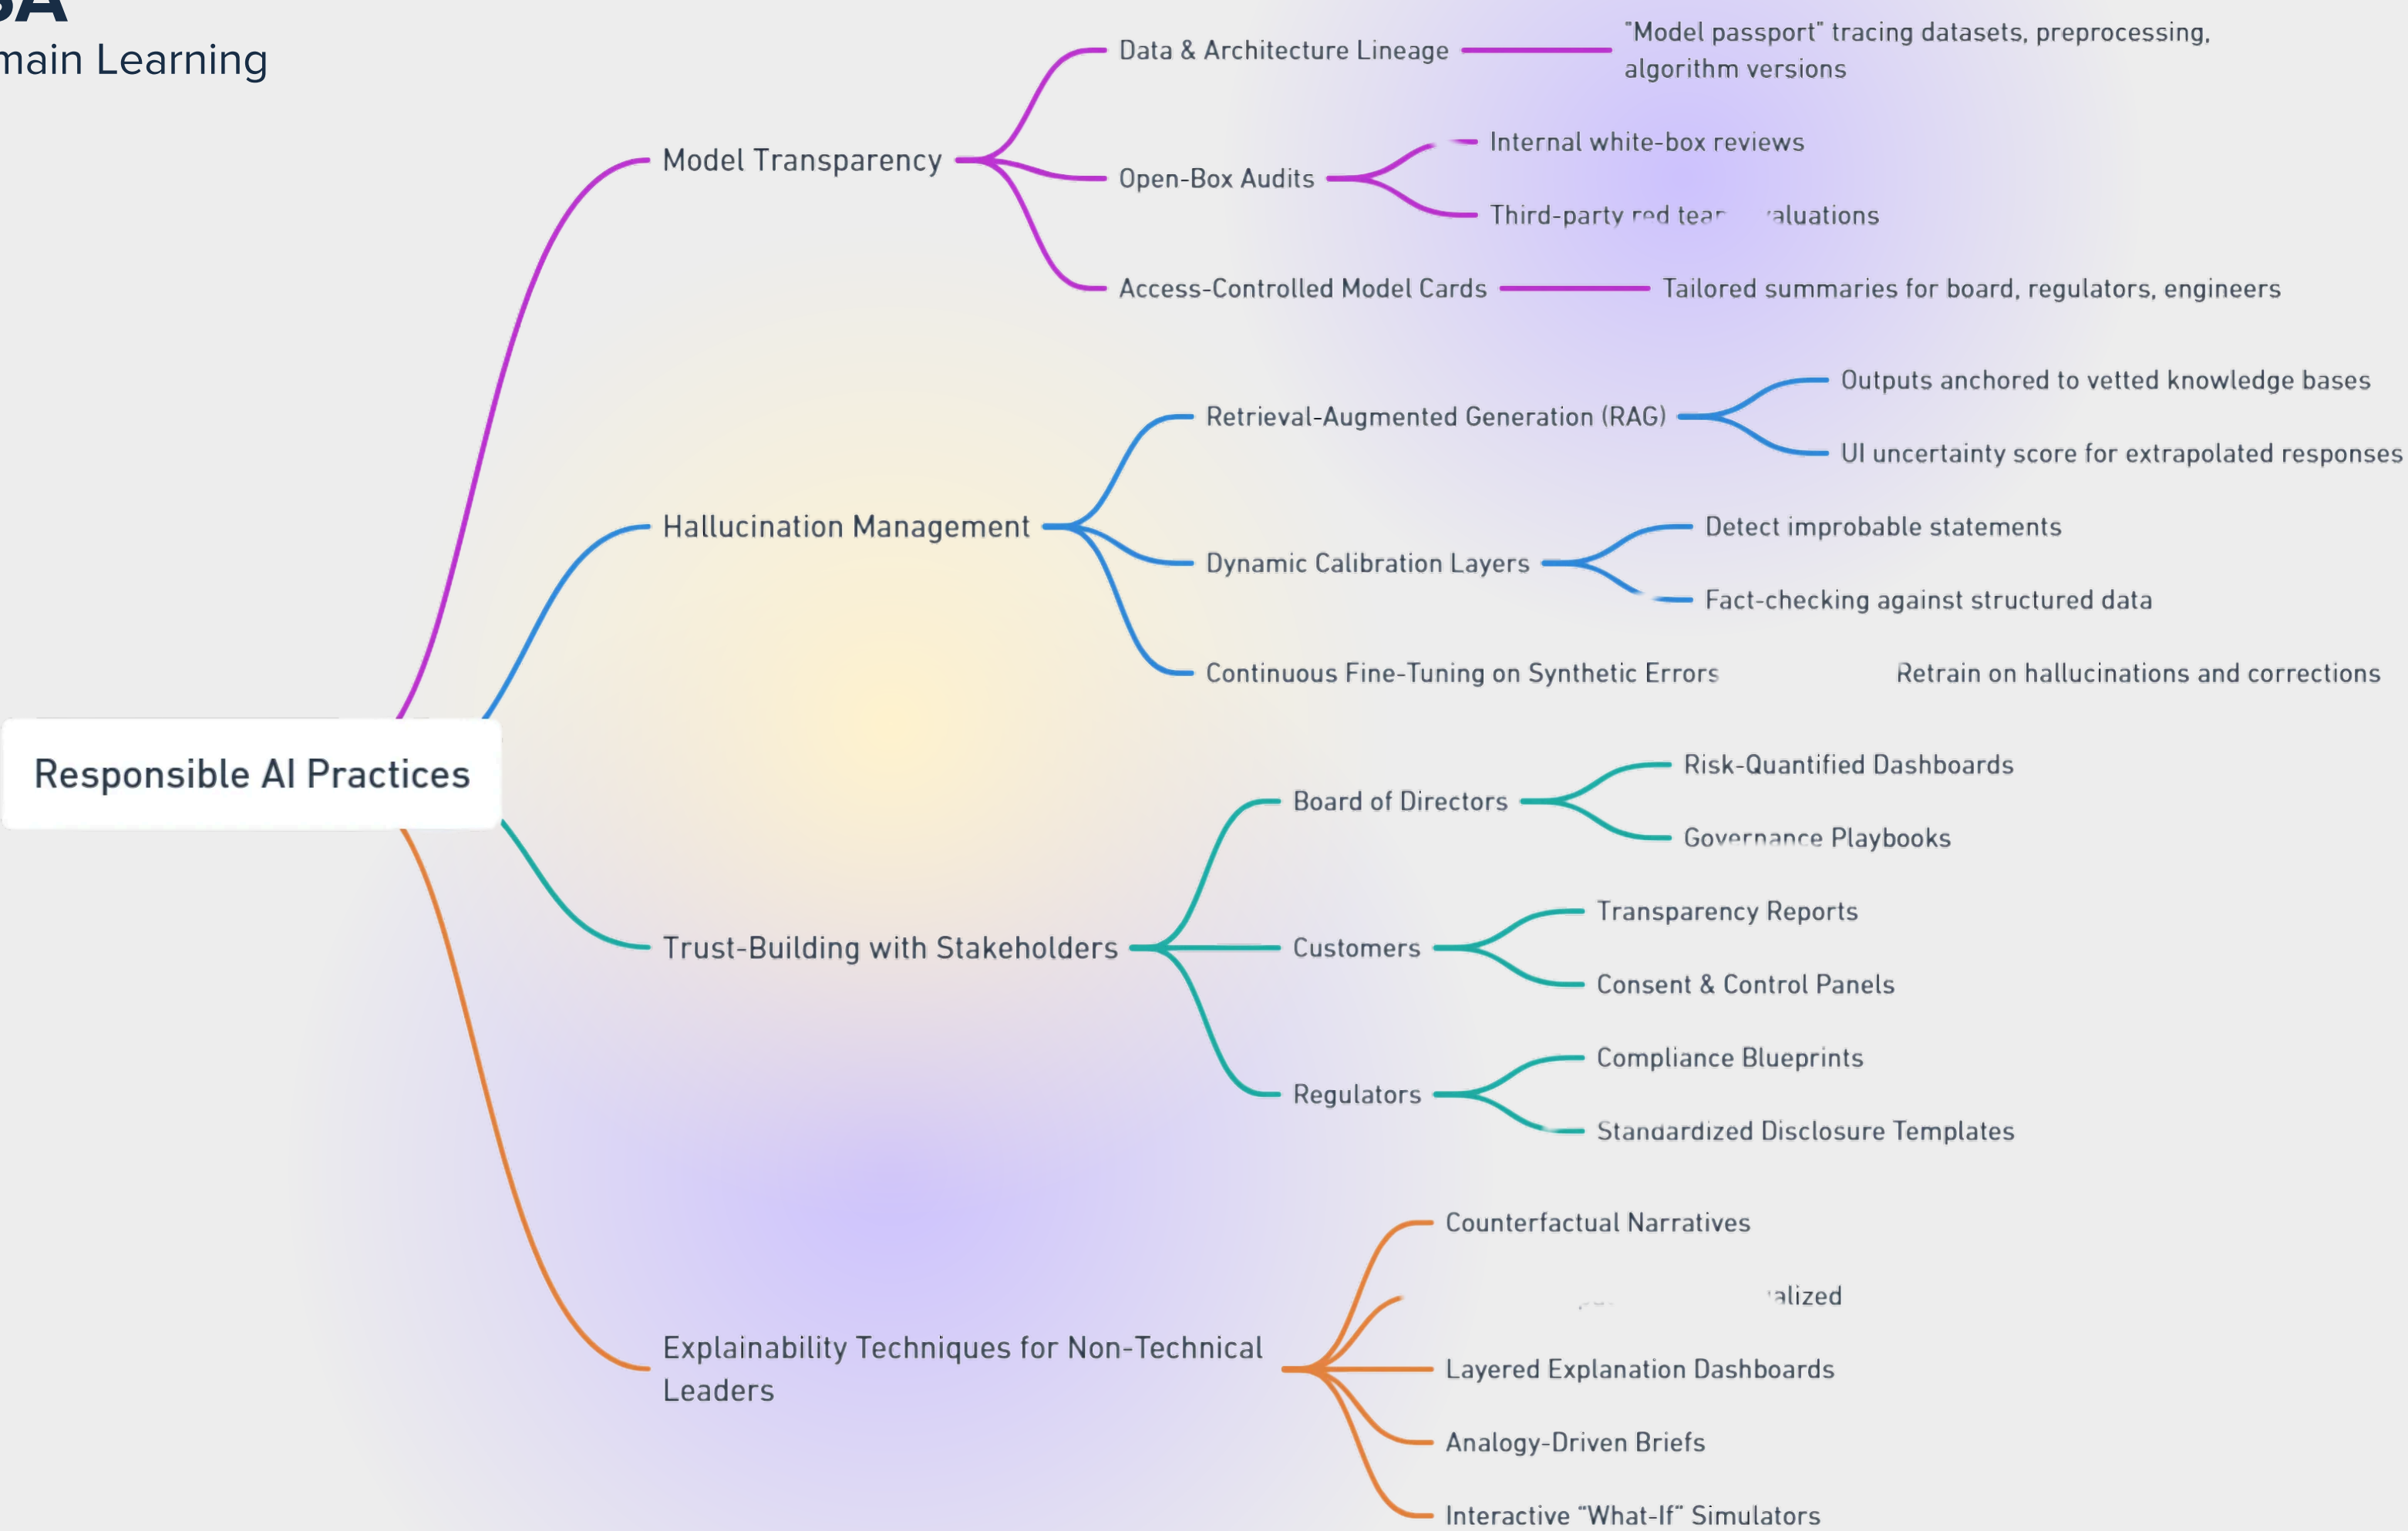 main Learning
"Model passport" tracing datasets, preprocessing,
algorithm versions
Data & Architecture Lineage
Model Transparency
Internal white-box reviews
Open-Box Audits
Third-party red
Access-Controlled Model Cards
Tailored summaries for board, regulators, engineers
Outputs anchored to vetted knowledge bases
Retrieval-Augmented Generation (RAG)
UI uncertainty score for extrapolated responses
Hallucination Management
Detect improbable statements
Dynamic Calibration Layers
Fact-checking against structured data
Continuous Fine-Tuning on Synthetic Errors
Retrain on hallucinations and corrections
Responsible AI Practices
Risk-Quantified Dashboards
Board of Directors
Governance Playbooks
Transparency Reports
Trust-Building with Stakeholders
Customers
Consent & Control Panels
Compliance Blueprints
Regulators
Standardized Disclosure Templates
Counterfactual Narratives
Explainability Techniques for Non-Technical
Leaders
Layered Explanation Dashboards
Analogy-Driven Briefs
Interactive “What-If” Simulators